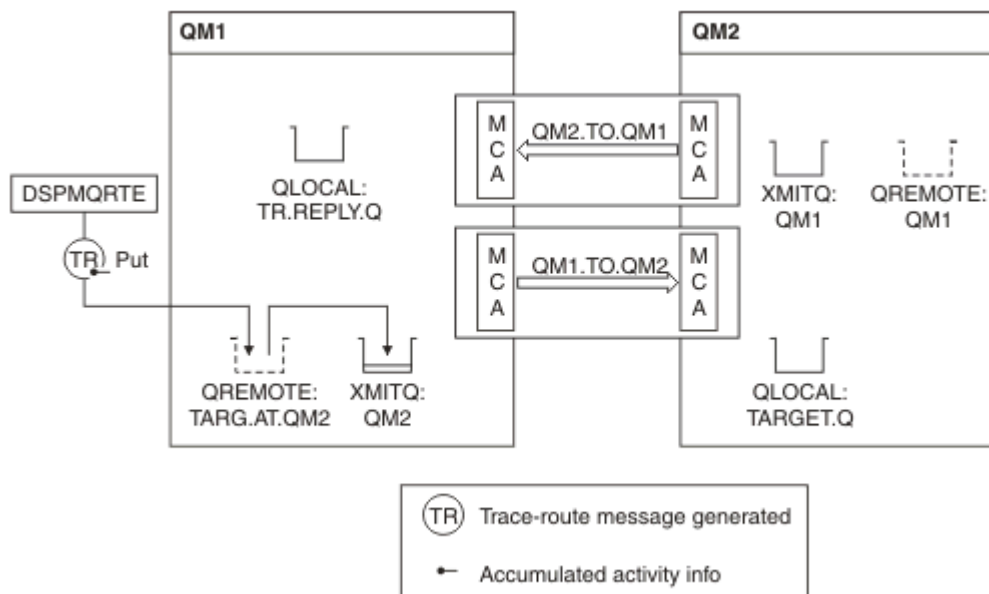 QM1
QM2
M
C
A
QM2.TO.QM1
M
C
A
QLOCAL:
TR.REPLY.Q
XMITQ:
QM1
QREMOTE:
QM1
DSPMQRTE
TR
Put
M
C
A
QM1.TO.QM2
M
C
A
QREMOTE:
TARG.AT.QM2
XMITQ:
QM2
QLOCAL:
TARGET.Q
TR
Trace-route message generated
Accumulated activity info